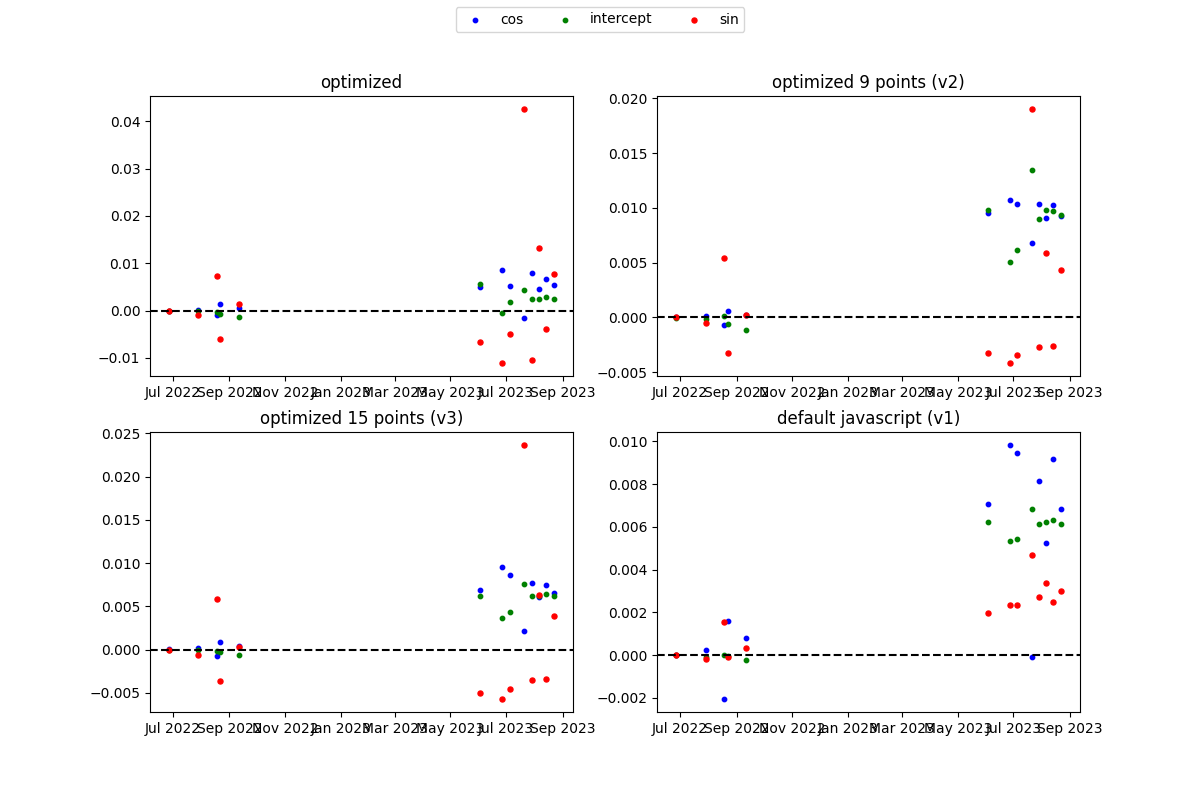 cos intercept sin
optimized
0.04
0.03
0.02
0.01
0.00
−0.01
Jul 2022 Sep 2022 Nov 2022 Jan 2023 Mar 2023 May 2023 Jul 2023 Sep 2023
optimized 9 points (v2)
0.020
0.015
0.010
0.005
0.000
−0.005
Jul 2022 Sep 2022 Nov 2022 Jan 2023 Mar 2023 May 2023 Jul 2023 Sep 2023
optimized 15 points (v3)
0.025
0.020
0.015
0.010
0.005
0.000
−0.005
Jul 2022 Sep 2022 Nov 2022 Jan 2023 Mar 2023 May 2023 Jul 2023 Sep 2023
default javascript (v1)
0.010
0.008
0.006
0.004
0.002
0.000
−0.002
Jul 2022 Sep 2022 Nov 2022 Jan 2023 Mar 2023 May 2023 Jul 2023 Sep 2023